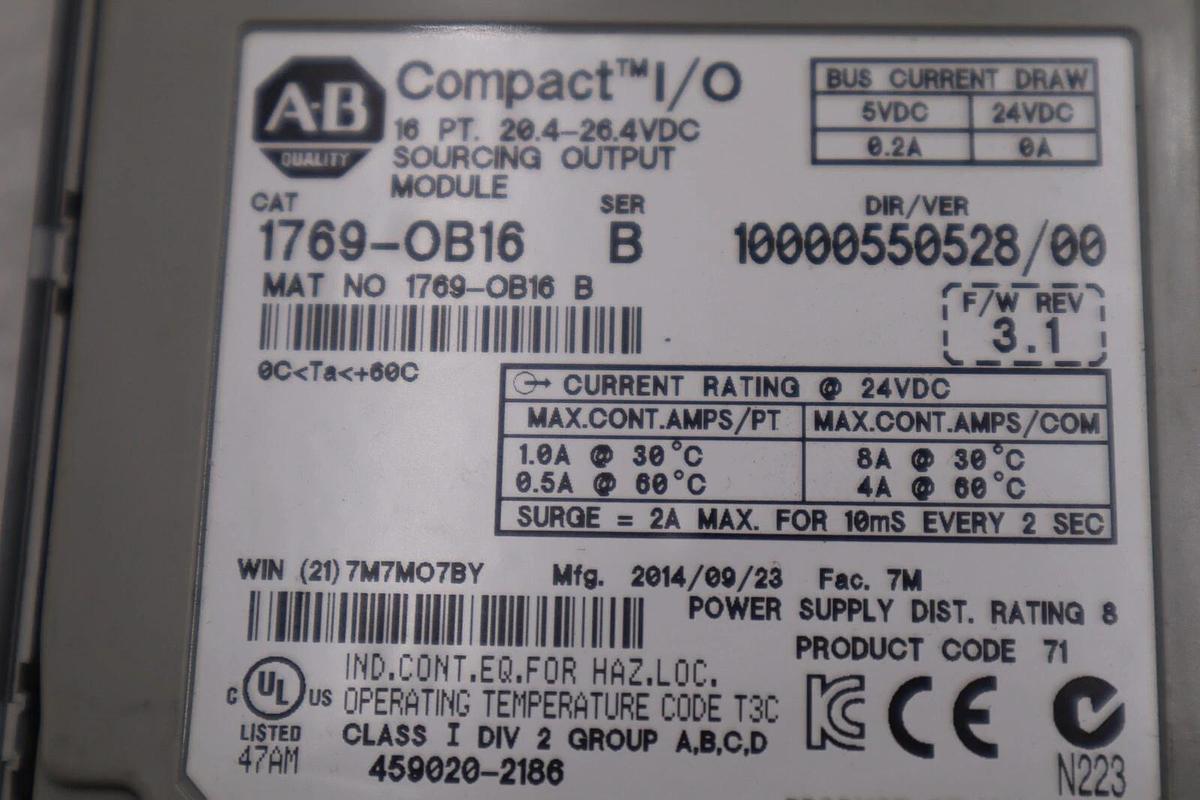 A-B
QUALITY
Compact™ I/O
16 PT. 20.4-26.4VDC
SOURCING OUTPUT
MODULE
BUS CURRENT DRAW
5VDC 24VDC
0.2A 0A
CAT SER DIR/VER
1769-OB16 B 10000550528/00
MAT NO 1769-OB16 B
F/W REV
3.1
0C<Ta<+60C
CURRENT RATING @ 24VDC
MAX.CONT.AMPS/PT MAX.CONT.AMPS/COM
1.0A @ 30°C 8A @ 30°C
0.5A @ 60°C 4A @ 60°C
SURGE = 2A MAX. FOR 10mS EVERY 2 SEC
WIN (21) 7M7MO7BY Mfg. 2014/09/23 Fac. 7M
POWER SUPPLY DIST. RATING 8
PRODUCT CODE 71
IND.CONT.EQ.FOR HAZ.LOC.
C UL US OPERATING TEMPERATURE CODE T3C
LISTED CLASS I DIV 2 GROUP A,B,C,D
47AM 459020-2186
KC CE
N223